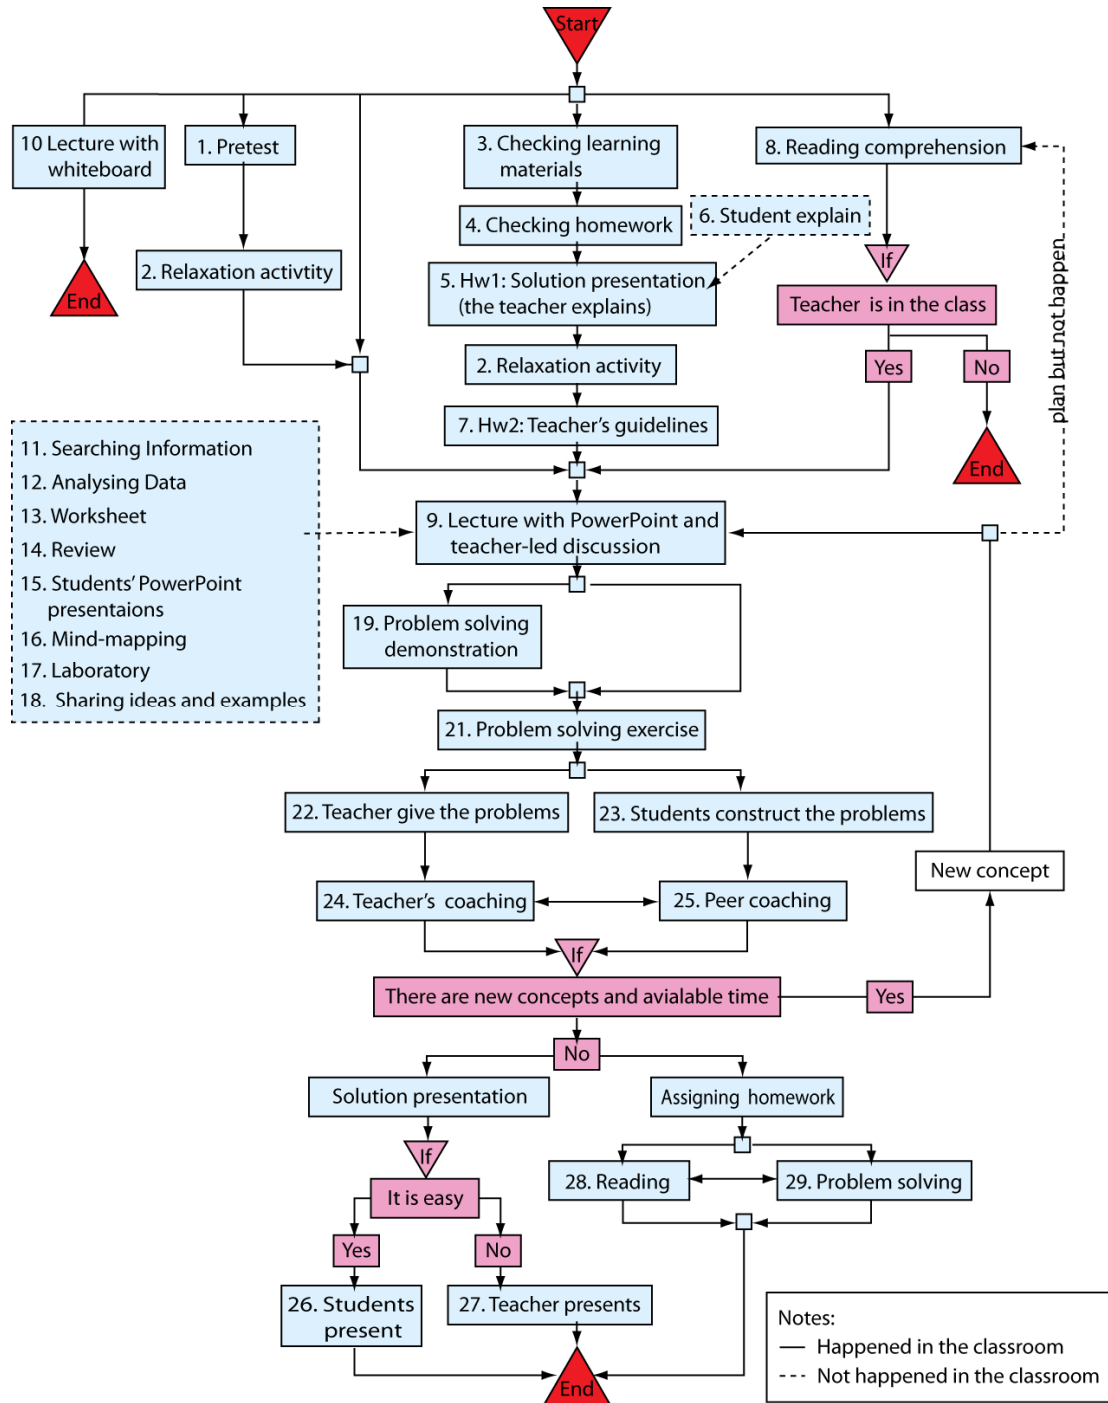 Start
10 Lecture with
whiteboard
1. Pretest
3. Checking learning
materials
8. Reading comprehension
6. Student explain
4. Checking homework
2. Relaxation activtity
5. Hw1: Solution presentation
(the teacher explains)
If
End
Teacher is in the class
plan but not happen
2. Relaxation activity
Yes
No
7. Hw2: Teacher's guidelines
End
11. Searching Information
12. Analysing Data
13. Worksheet
14. Review
15. Students' PowerPoint
presentaions
16. Mind-mapping
17. Laboratory
18. Sharing ideas and examples
9. Lecture with PowerPoint and
teacher-led discussion
19. Problem solving
demonstration
21. Problem solving exercise
22. Teacher give the problems
23. Students construct the problems
New concept
24. Teacher's coaching
25. Peer coaching
If
There are new concepts and avialable time
Yes
No
Solution presentation
Assigning homework
If
28. Reading
29. Problem solving
It is easy
Yes
No
26. Students
present
27. Teacher presents
End
Notes:
Happened in the classroom
Not happened in the classroom